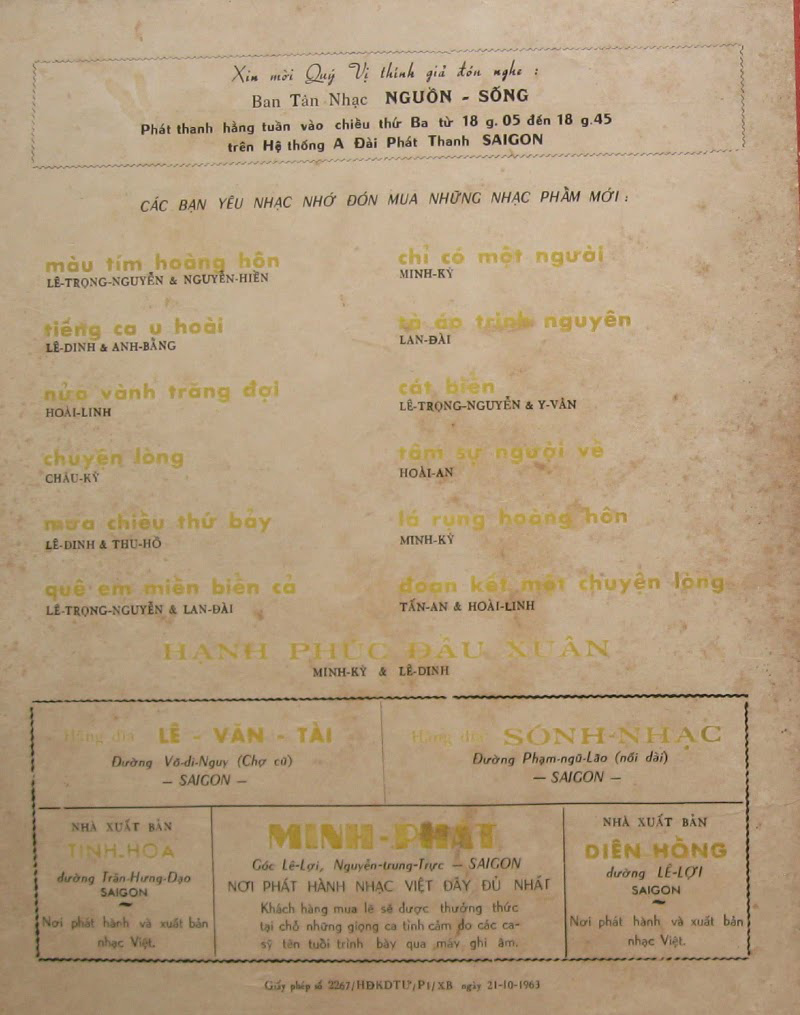 Xin mời Quý Vị thính giả đón nghe :
Ban Tân Nhạc NGUỒN - SỐNG
Phát thanh hằng tuần vào chiều thứ Ba từ 18 g. 05 đến 18 g.45
trên Hệ thống A Đài Phát Thanh SAIGON
CÁC BẠN YÊU NHẠC NHỚ ĐÓN MUA NHỮNG NHẠC PHẨM MỚI :
màu tím hoàng hôn
LÊ-TRỌNG-NGUYỄN & NGUYỄN-HIỀN
tiếng ca u hoài
LÊ-DINH & ANH-BẰNG
nửa vành trăng đợi
HOÀI-LINH
chuyện lòng
CHÂU-KỲ
mưa chiều thứ bảy
LÊ-DINH & THU-HỒ
quê em miền biển cả
LÊ-TRỌNG-NGUYỄN & LAN-ĐÀI
chỉ có một người
MINH-KỲ
tà áo trinh nguyên
LAN-ĐÀI
cát biển
LÊ-TRỌNG-NGUYỄN & Y-VÂN
tâm sự người về
HOÀI-AN
lá rụng hoàng hôn
MINH-KỲ
đoạn kết một chuyện lòng
TẤN-AN & HOÀI-LINH
HẠNH PHÚC ĐẦU XUÂN
MINH-KỲ & LÊ-DINH
Hãng đĩa LÊ - VĂN - TÀI
Đường Võ-di-Nguy (Chợ cũ)
— SAIGON —
Hãng đĩa SÓNH-NHẠC
Đường Phạm-ngũ-Lão (nối dài)
— SAIGON —
NHÀ XUẤT BẢN
TINH-HOA
đường Trần-Hưng-Đạo
SAIGON
Nơi phát hành và xuất bản
nhạc Việt.
MINH-PHÁT
Góc Lê-Lợi, Nguyễn-trung-Trực — SAIGON
NƠI PHÁT HÀNH NHẠC VIỆT ĐẦY ĐỦ NHẤT
Khách hàng mua lẻ sẽ được thưởng thức
tại chỗ những giọng ca tình cảm do các ca-
sỹ tên tuổi trình bày qua máy ghi âm.
NHÀ XUẤT BẢN
DIÊN HỒNG
đường LÊ-LỢI
SAIGON
Nơi phát hành và xuất bản
nhạc Việt.
Giấy phép số 2267/HĐKDTƯ/P1/XB ngày 21-10-1963